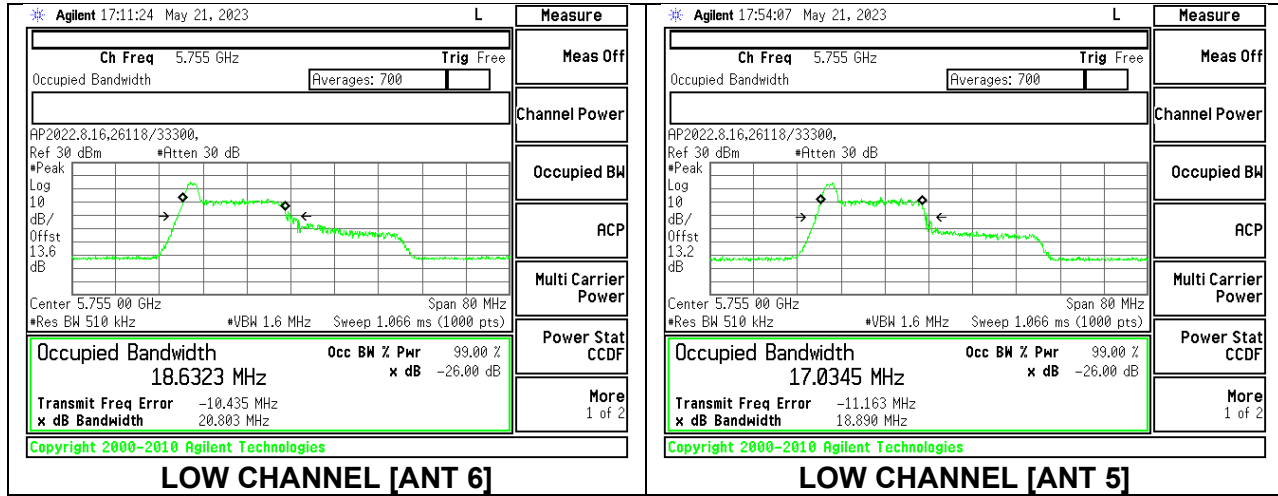 Agilent 17:11:24 May 21, 2023 L Measure
Ch Freq 5.755 GHz Trig Free
Occupied Bandwidth Averages: 700
AP2022.8.16,26118/33300,
Ref 30 dBm #Atten 30 dB
#Peak
Log
10
dB/
Offst
13.6
dB
Center 5.755 00 GHz Span 80 MHz
#Res BW 510 kHz #VBW 1.6 MHz Sweep 1.066 ms (1000 pts)
Occupied Bandwidth Occ BW % Pwr 99.00 %
18.6323 MHz x dB -26.00 dB
Transmit Freq Error -10.435 MHz
x dB Bandwidth 20.803 MHz
Copyright 2000-2010 Agilent Technologies
Meas Off
Channel Power
Occupied BW
ACP
Multi Carrier
Power
Power Stat
CCDF
More
1 of 2
LOW CHANNEL [ANT 6]
Agilent 17:54:07 May 21, 2023 L Measure
Ch Freq 5.755 GHz Trig Free
Occupied Bandwidth Averages: 700
AP2022.8.16,26118/33300,
Ref 30 dBm #Atten 30 dB
#Peak
Log
10
dB/
Offst
13.2
dB
Center 5.755 00 GHz Span 80 MHz
#Res BW 510 kHz #VBW 1.6 MHz Sweep 1.066 ms (1000 pts)
Occupied Bandwidth Occ BW % Pwr 99.00 %
17.0345 MHz x dB -26.00 dB
Transmit Freq Error -11.163 MHz
x dB Bandwidth 18.890 MHz
Copyright 2000-2010 Agilent Technologies
Meas Off
Channel Power
Occupied BW
ACP
Multi Carrier
Power
Power Stat
CCDF
More
1 of 2
LOW CHANNEL [ANT 5]